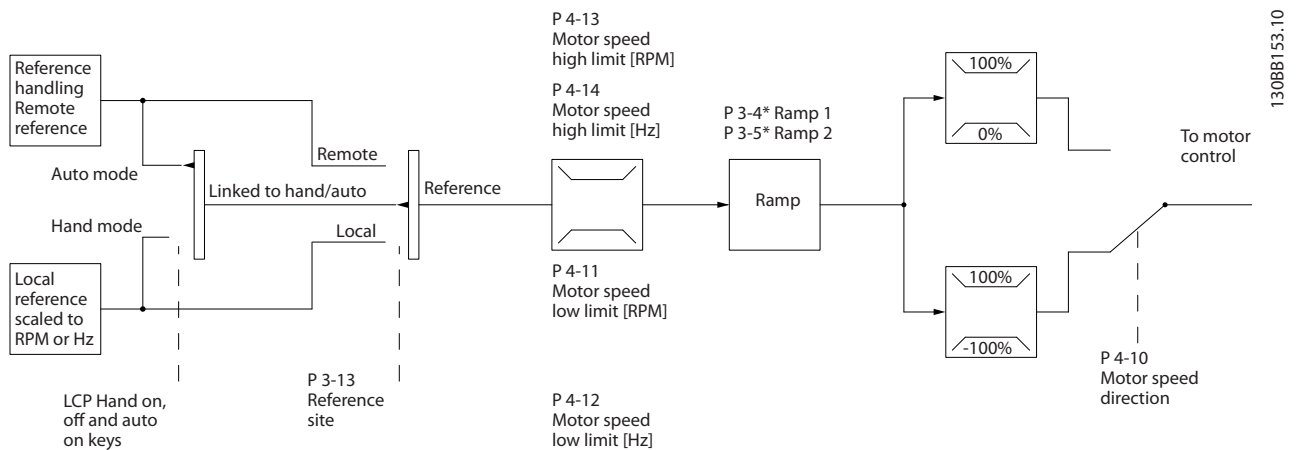 Reference
handling
Remote
reference
Auto mode
Hand mode
Local
reference
scaled to
RPM or Hz
LCP Hand on,
off and auto
on keys
Linked to hand/auto
Remote
Local
P 3-13
Reference
site
Reference
P 4-13
Motor speed
high limit [RPM]
P 4-14
Motor speed
high limit [Hz]
P 4-11
Motor speed
low limit [RPM]
P 4-12
Motor speed
low limit [Hz]
P 3-4* Ramp 1
P 3-5* Ramp 2
Ramp
100%
0%
100%
-100%
To motor
control
P 4-10
Motor speed
direction
130BB153.10